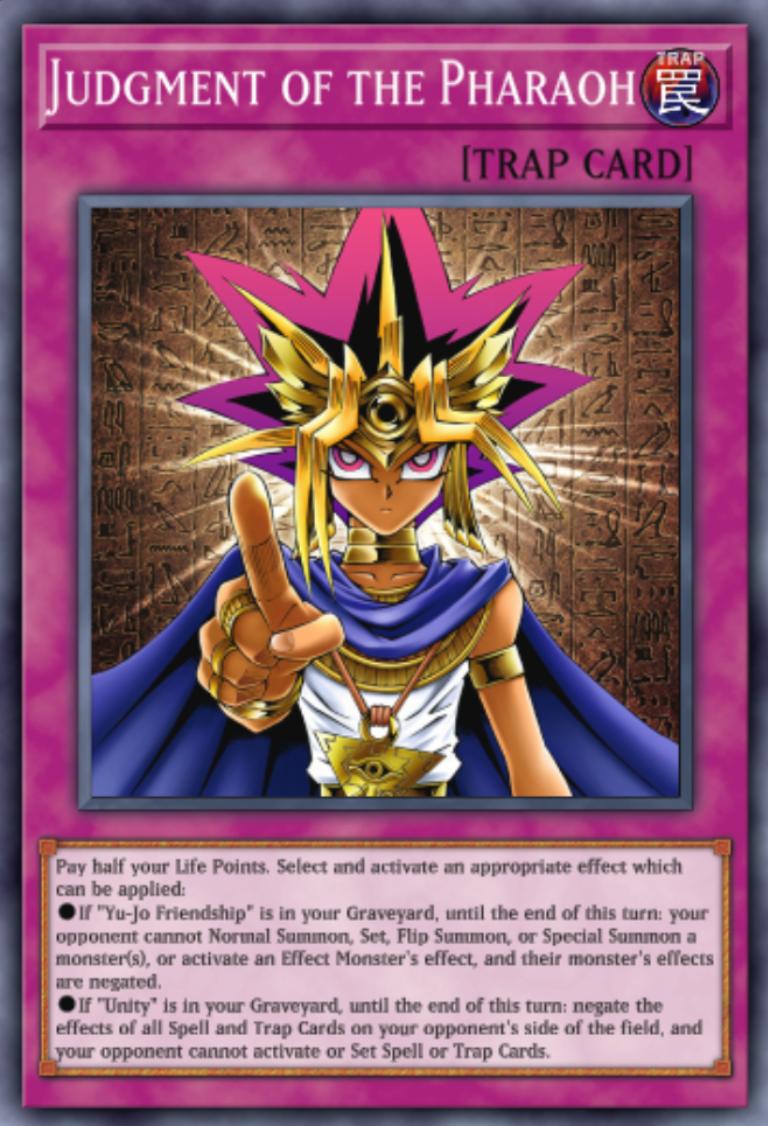 JUDGMENT OF THE PHARAOH
TRAP
罠
[TRAP CARD]
Pay half your Life Points. Select and activate an appropriate effect which
can be applied:
●If "Yu-Jo Friendship" is in your Graveyard, until the end of this turn: your
opponent cannot Normal Summon, Set, Flip Summon, or Special Summon a
monster(s), or activate an Effect Monster's effect, and their monster's effects
are negated.
●If "Unity" is in your Graveyard, until the end of this turn: negate the
effects of all Spell and Trap Cards on your opponent's side of the field, and
your opponent cannot activate or Set Spell or Trap Cards.